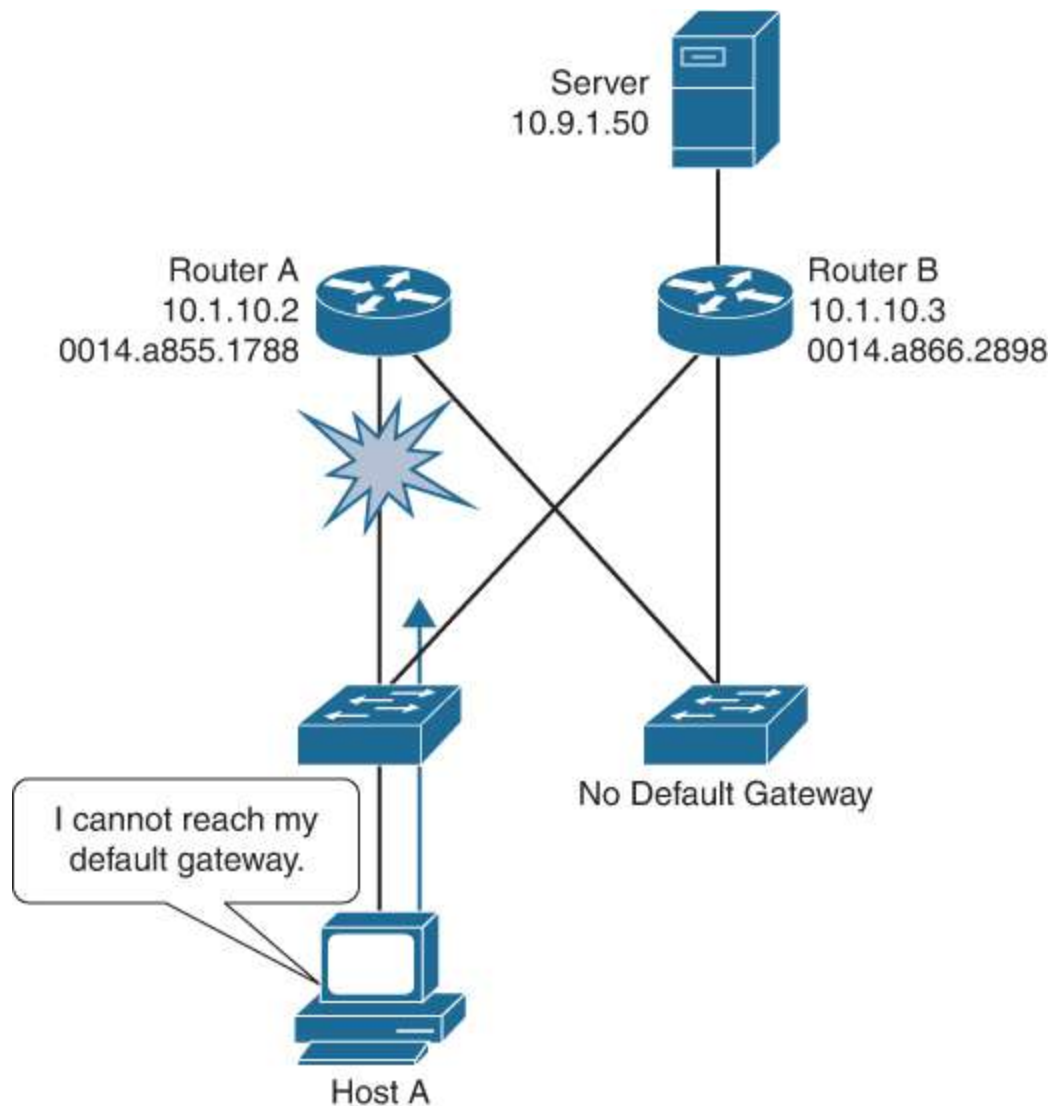 Server
10.9.1.50
Router A
10.1.10.2
0014.a855.1788
Router B
10.1.10.3
0014.a866.2898
No Default Gateway
I cannot reach my
default gateway.
Host A